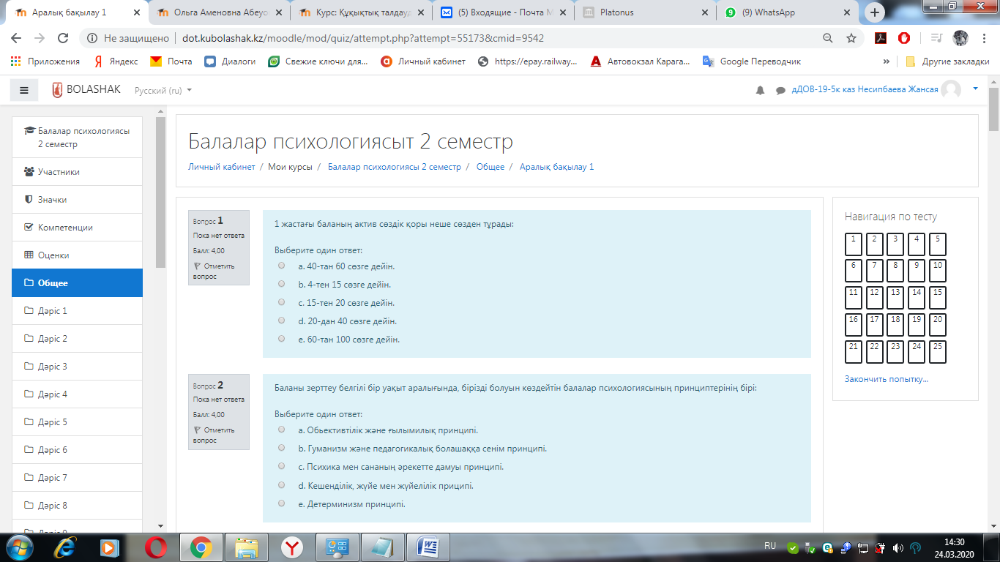 Аралық бақылау 1
Ольга Аменовна Абеуо
Курс: Құқықтық талдауд
(5) Входящие - Почта M
Platonus
(9) WhatsApp
Не защищено
dot.kubolashak.kz/moodle/mod/quiz/attempt.php?attempt=55173&cmid=9542
Приложения Яндекс Почта Диалоги Свежие ключи для... Личный кабинет https://epay.railway... Автовокзал Карага... Google Переводчик » Другие закладки
BOLASHAK Русский (ru)
дДОВ-19-5к каз Несипбаева Жансая
Балалар психологиясы
2 семестр
Участники
Значки
Компетенции
Оценки
Общее
Дәріс 1
Дәріс 2
Дәріс 3
Дәріс 4
Дәріс 5
Дәріс 6
Дәріс 7
Дәріс 8
Балалар психологиясыт 2 семестр
Личный кабинет / Мои курсы / Балалар психологиясы 2 семестр / Общее / Аралық бақылау 1
Вопрос 1
Пока нет ответа
Балл: 4,00
Отметить
вопрос
1 жастағы баланың актив сөздік қоры неше сөзден тұрады:
Выберите один ответ:
a. 40-тан 60 сөзге дейін.
b. 4-тен 15 сөзге дейін.
c. 15-тен 20 сөзге дейін.
d. 20-дан 40 сөзге дейін.
e. 60-тан 100 сөзге дейін.
Вопрос 2
Пока нет ответа
Балл: 4,00
Отметить
вопрос
Баланы зерттеу белгілі бір уақыт аралығында, бірізді болуын көздейтін балалар психологиясының принциптерінің бірі:
Выберите один ответ:
a. Обьективтілік және ғылымилық принципі.
b. Гуманизм және педагогикалық болашаққа сенім принципі.
c. Психика мен сананың әрекетте дамуы принципі.
d. Кешенділік, жүйе мен жүйелілік приципі.
e. Детерминизм принципі.
Навигация по тесту
1 2 3 4 5
6 7 8 9 10
11 12 13 14 15
16 17 18 19 20
21 22 23 24 25
Закончить попытку...
RU
14:30
24.03.2020